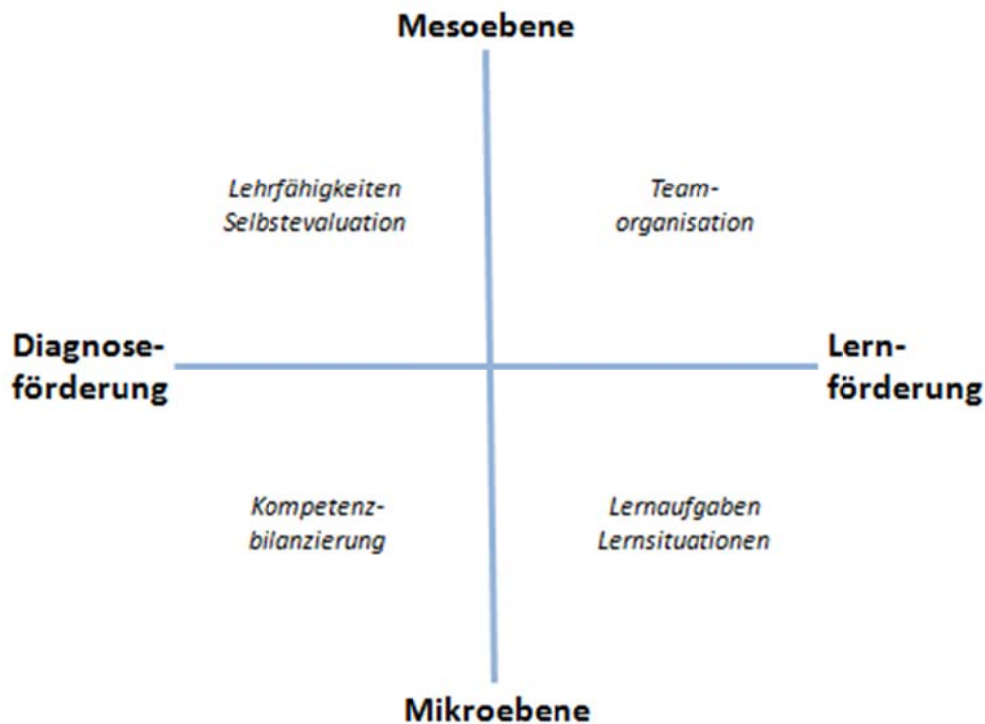 Mesoebene
Lehrfähigkeiten
Selbstevaluation
Team-
organisation
Diagnose-
förderung
Lern-
förderung
Kompetenz-
bilanzierung
Lernaufgaben
Lernsituationen
Mikroebene